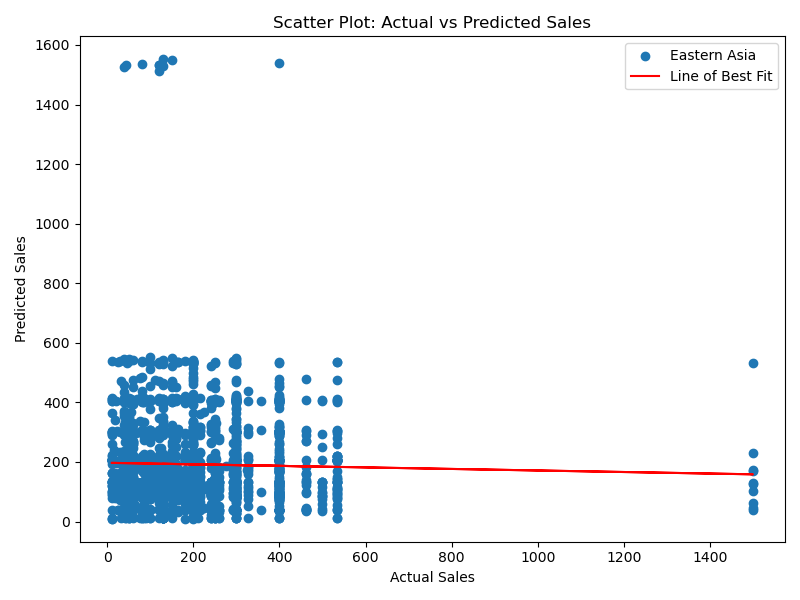 Scatter Plot: Actual vs Predicted Sales
Eastern Asia
Line of Best Fit
1600
1400
1200
1000
800
600
400
200
0
Predicted Sales
0 200 400 600 800 1000 1200 1400
Actual Sales